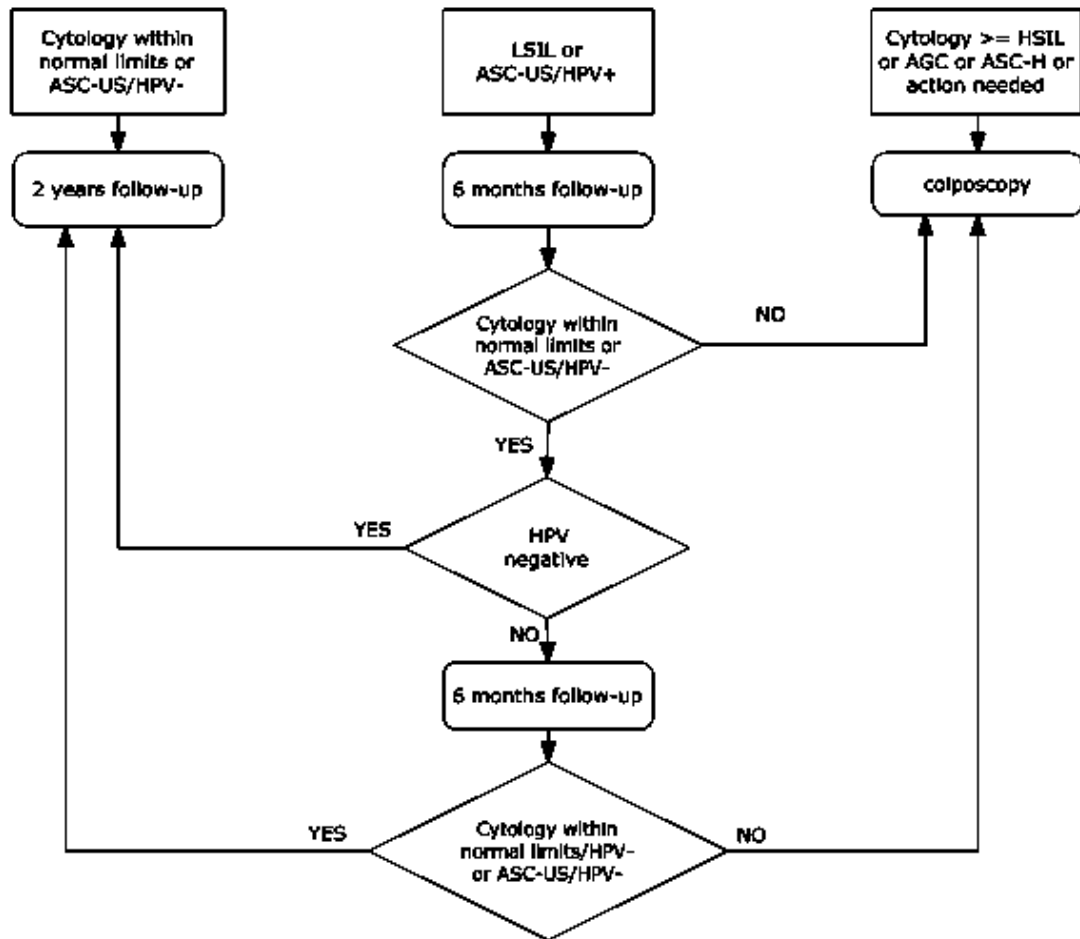 Cytology within
normal limits or
ASC-US/HPV-
LSIL or
ASC-US/HPV+
Cytology >= HSIL
or AGC or ASC-H or
action needed
2 years follow-up
6 months follow-up
colposcopy
Cytology within
normal limits or
ASC-US/HPV-
NO
YES
HPV
negative
YES
NO
6 months follow-up
Cytology within
normal limits/HPV-
or ASC-US/HPV-
YES
NO